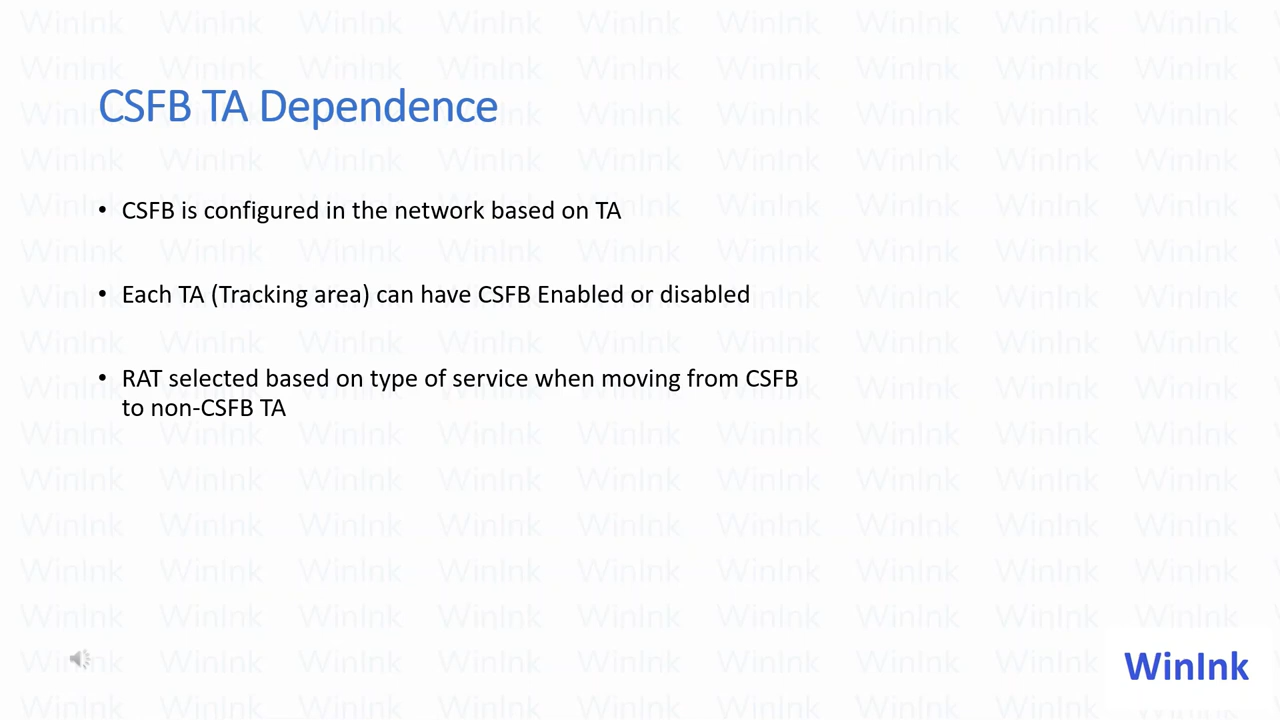 CSFB TA Dependence
• CSFB is configured in the network based on TA
• Each TA (Tracking area) can have CSFB Enabled or disabled
• RAT selected based on type of service when moving from CSFB
to non-CSFB TA
WinInk